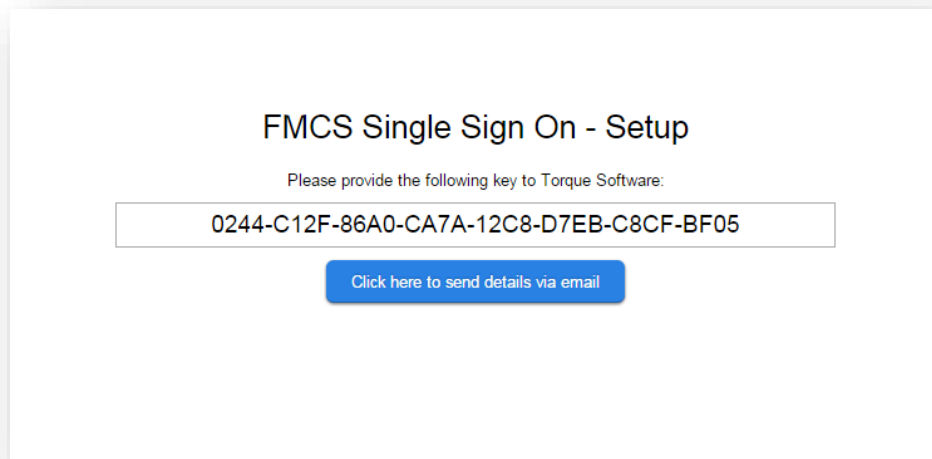 FMCS Single Sign On - Setup
Please provide the following key to Torque Software:
0244-C12F-86A0-CA7A-12C8-D7EB-C8CF-BF05
Click here to send details via email